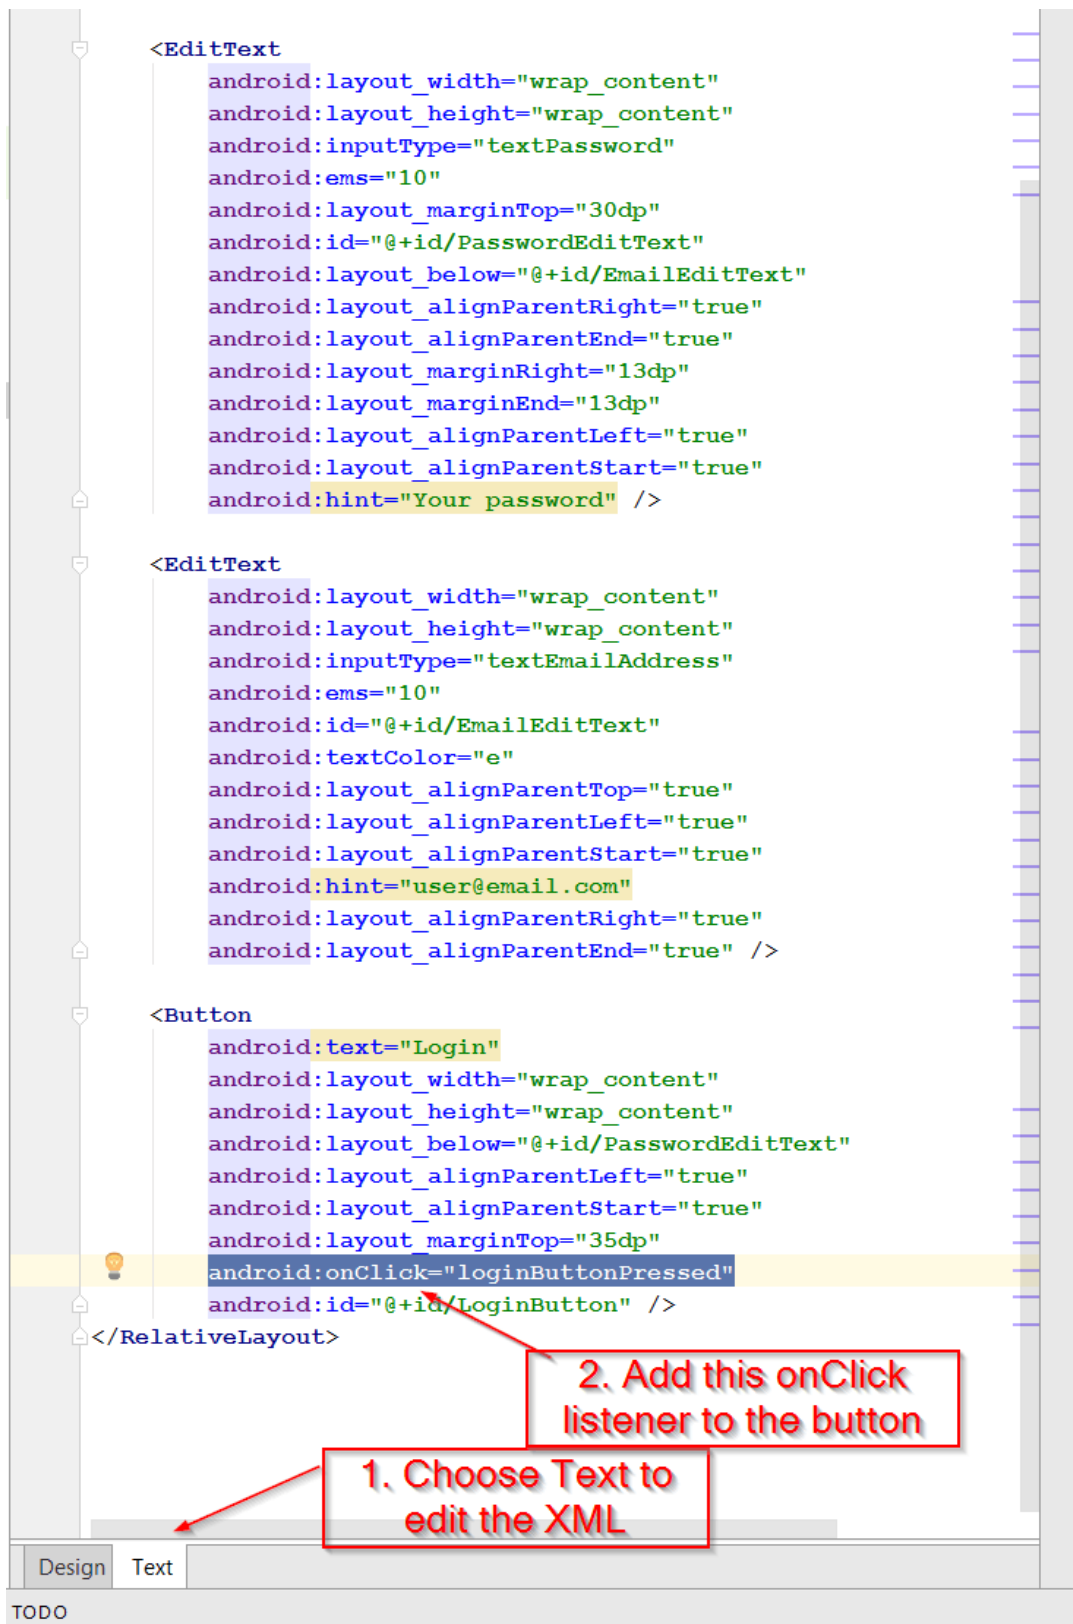 <EditText
android:layout_width="wrap_content"
android:layout_height="wrap_content"
android:inputType="textPassword"
android:ems="10"
android:layout_marginTop="30dp"
android:id="@+id/PasswordEditText"
android:layout_below="@+id/EmailEditText"
android:layout_alignParentRight="true"
android:layout_alignParentEnd="true"
android:layout_marginRight="13dp"
android:layout_marginEnd="13dp"
android:layout_alignParentLeft="true"
android:layout_alignParentStart="true"
android:hint="Your password" />
<EditText
android:layout_width="wrap_content"
android:layout_height="wrap_content"
android:inputType="textEmailAddress"
android:ems="10"
android:id="@+id/EmailEditText"
android:textColor="e"
android:layout_alignParentTop="true"
android:layout_alignParentLeft="true"
android:layout_alignParentStart="true"
android:hint="user@email.com"
android:layout_alignParentRight="true"
android:layout_alignParentEnd="true" />
<Button
android:text="Login"
android:layout_width="wrap_content"
android:layout_height="wrap_content"
android:layout_below="@+id/PasswordEditText"
android:layout_alignParentLeft="true"
android:layout_alignParentStart="true"
android:layout_marginTop="35dp"
android:onClick="loginButtonPressed"
android:id="@+id/LoginButton" />
</RelativeLayout>
2. Add this onClick
listener to the button
1. Choose Text to
edit the XML
Design Text
TODO